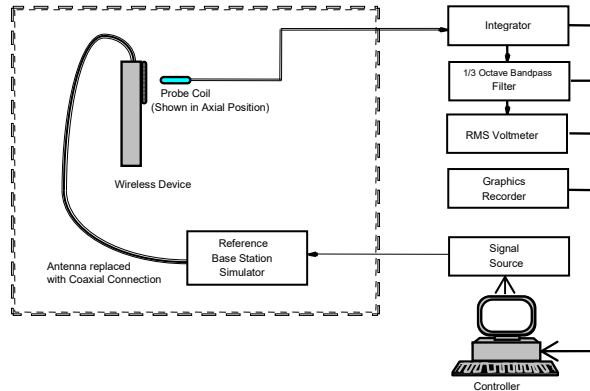 Integrator
1/3 Octave Bandpass
Filter
RMS Voltmeter
Graphics
Recorder
Signal
Source
Controller
Probe Coil
(Shown in Axial Position)
Wireless Device
Reference
Base Station
Simulator
Antenna replaced
with Coaxial Connection